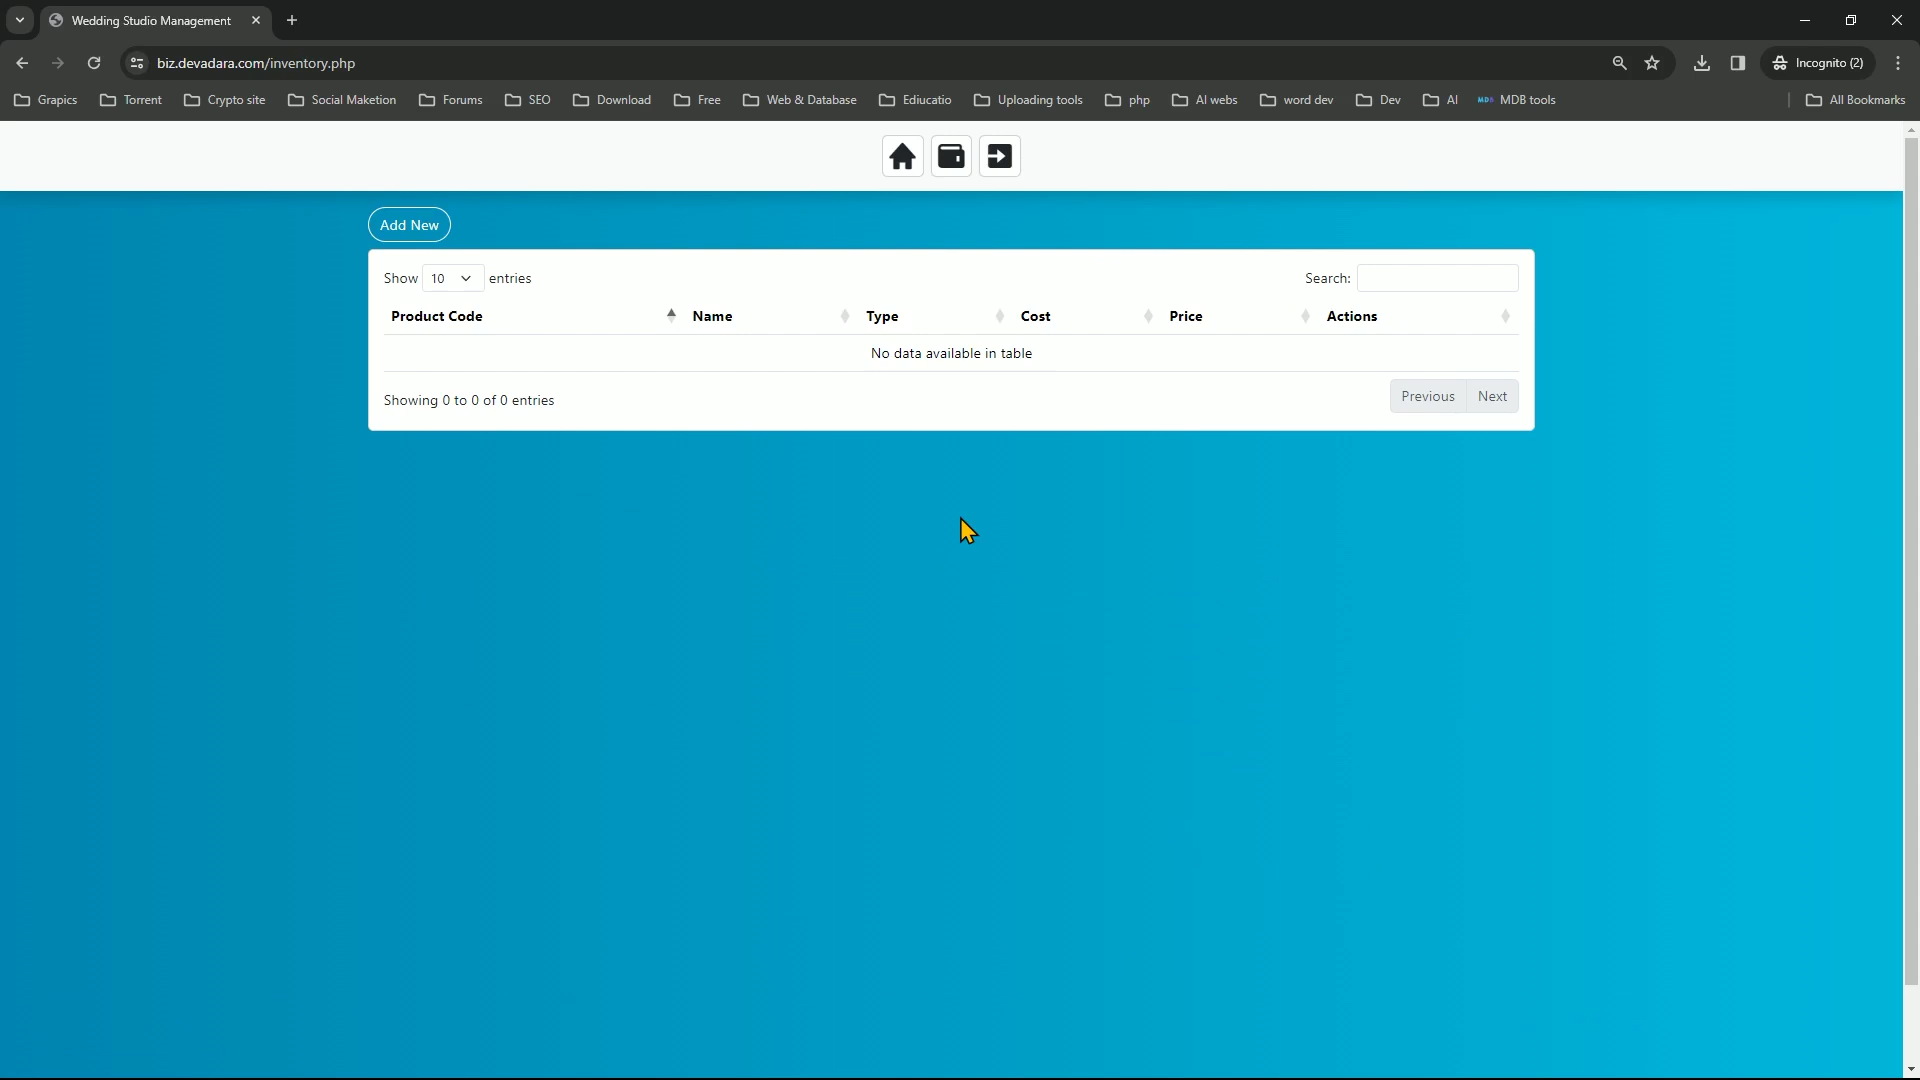 Wedding Studio Management
biz.devadara.com/inventory.php
Incognito (2)
Grapics Torrent Crypto site Social Maketion Forums SEO Download Free Web & Database Ediucatio Uploading tools php AI webs word dev Dev AI MDB MDB tools All Bookmarks
Add New
Show 10 entries Search:
Product Code Name Type Cost Price Actions
No data available in table
Showing 0 to 0 of 0 entries Previous Next